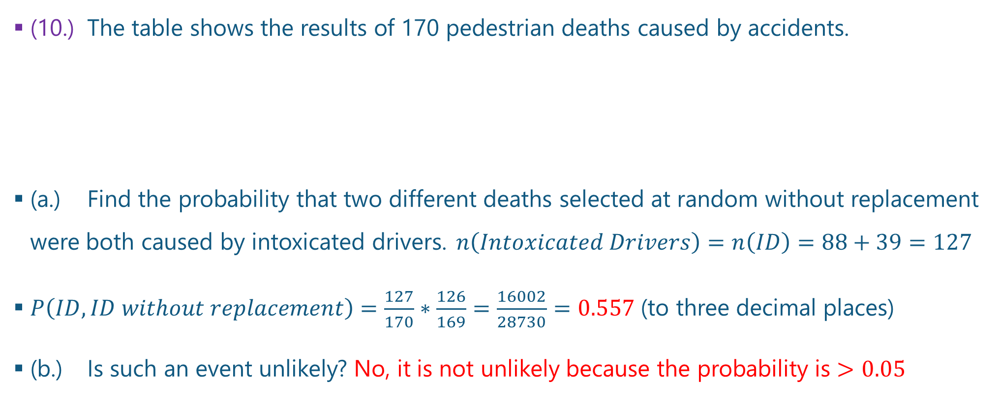 ▪ (10.) The table shows the results of 170 pedestrian deaths caused by accidents.
▪ (a.) Find the probability that two different deaths selected at random without replacement
were both caused by intoxicated drivers. n(Intoxicated Drivers) = n(ID) = 88 + 39 = 127
▪ P(ID, ID without replacement) = 127/170 * 126/169 = 16002/28730 = 0.557 (to three decimal places)
▪ (b.) Is such an event unlikely? No, it is not unlikely because the probability is > 0.05